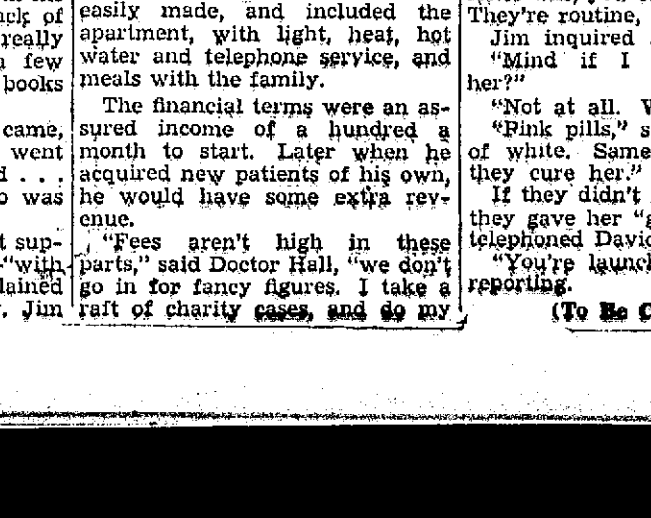 ack of
really
a few
books
came,
went
d . . .
o was
t sup-
"with
lained
. Jim
easily made, and included the
apartment, with light, heat, hot
water and telephone service, and
meals with the family.
The financial terms were an as-
sured income of a hundred a
month to start. Later when he
acquired new patients of his own,
he would have some extra rev-
enue.
"Fees aren't high in these
parts," said Doctor Hall, "we don't
go in for fancy figures. I take a
raft of charity cases, and do my
They're routine,
Jim inquired
"Mind if I
her?"
"Not at all. W
"Pink pills," s
of white. Same
they cure her."
If they didn't
they gave her "g
telephoned David
"You're launch
reporting.
(To Be C